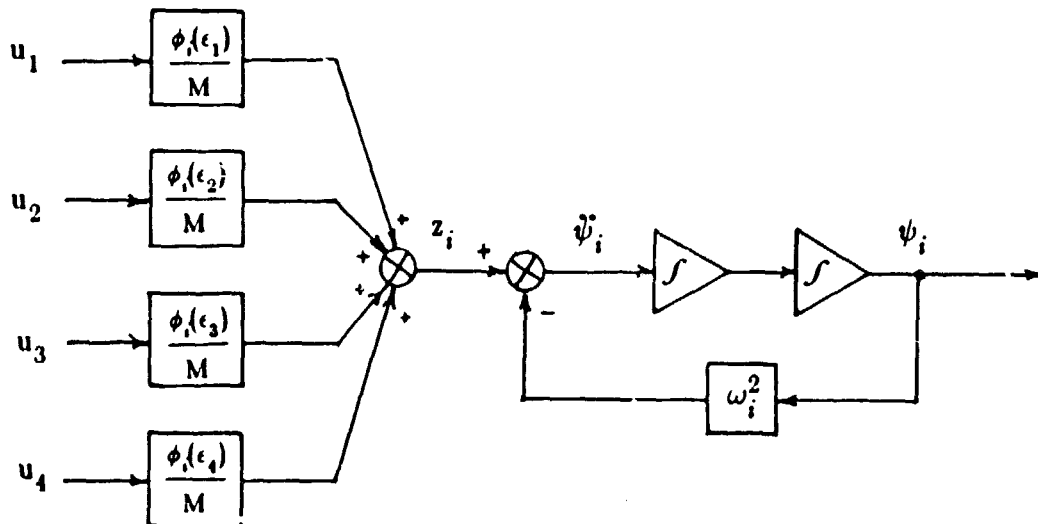 u₁ ϕᵢ(ϵ₁)
M
u₂ ϕᵢ(ϵ₂)
M
u₃ ϕᵢ(ϵ₃)
M
u₄ ϕᵢ(ϵ₄)
M
+
+
+
+
zᵢ
+
−
ψ̈ᵢ
∫
∫
ψᵢ
ωᵢ²